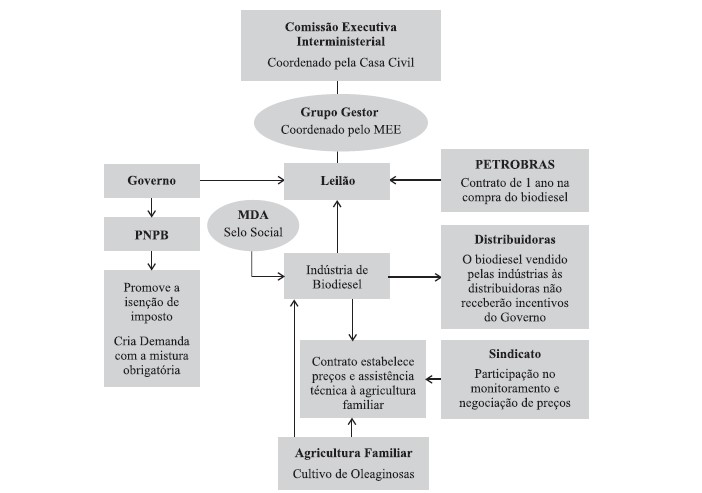 Comissão Executiva
Interministerial
Coordenado pela Casa Civil
Grupo Gestor
Coordenado pelo MEE
Governo
Leilão
PETROBRAS
Contrato de 1 ano na
compra do biodiesel
PNPB
MDA
Selo Social
Promove a
isenção de
imposto
Cria Demanda
com a mistura
obrigatória
Indústria de
Biodiesel
Distribuidoras
O biodiesel vendido
pelas indústrias às
distribuidoras não
receberão incentivos
do Governo
Contrato estabelece
preços e assistência
técnica à agricultura
familiar
Sindicato
Participação no
monitoramento e
negociação de preços
Agricultura Familiar
Cultivo de Oleaginosas